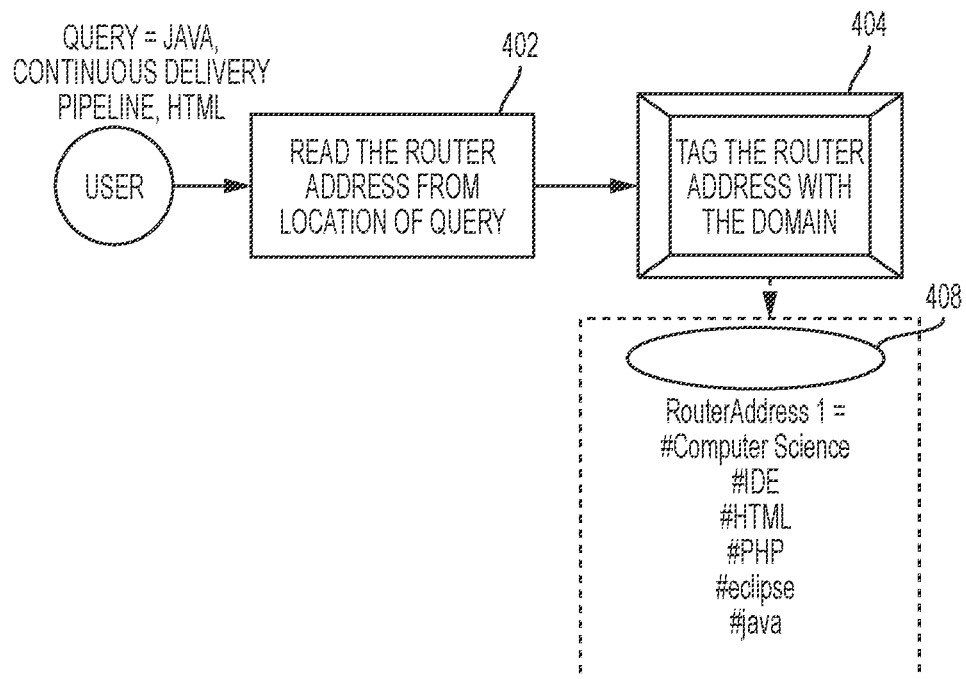 QUERY = JAVA,
CONTINUOUS DELIVERY
PIPELINE, HTML
USER
402
READ THE ROUTER
ADDRESS FROM
LOCATION OF QUERY
404
TAG THE ROUTER
ADDRESS WITH
THE DOMAIN
408
RouterAddress 1 =
#Computer Science
#IDE
#HTML
#PHP
#eclipse
#java